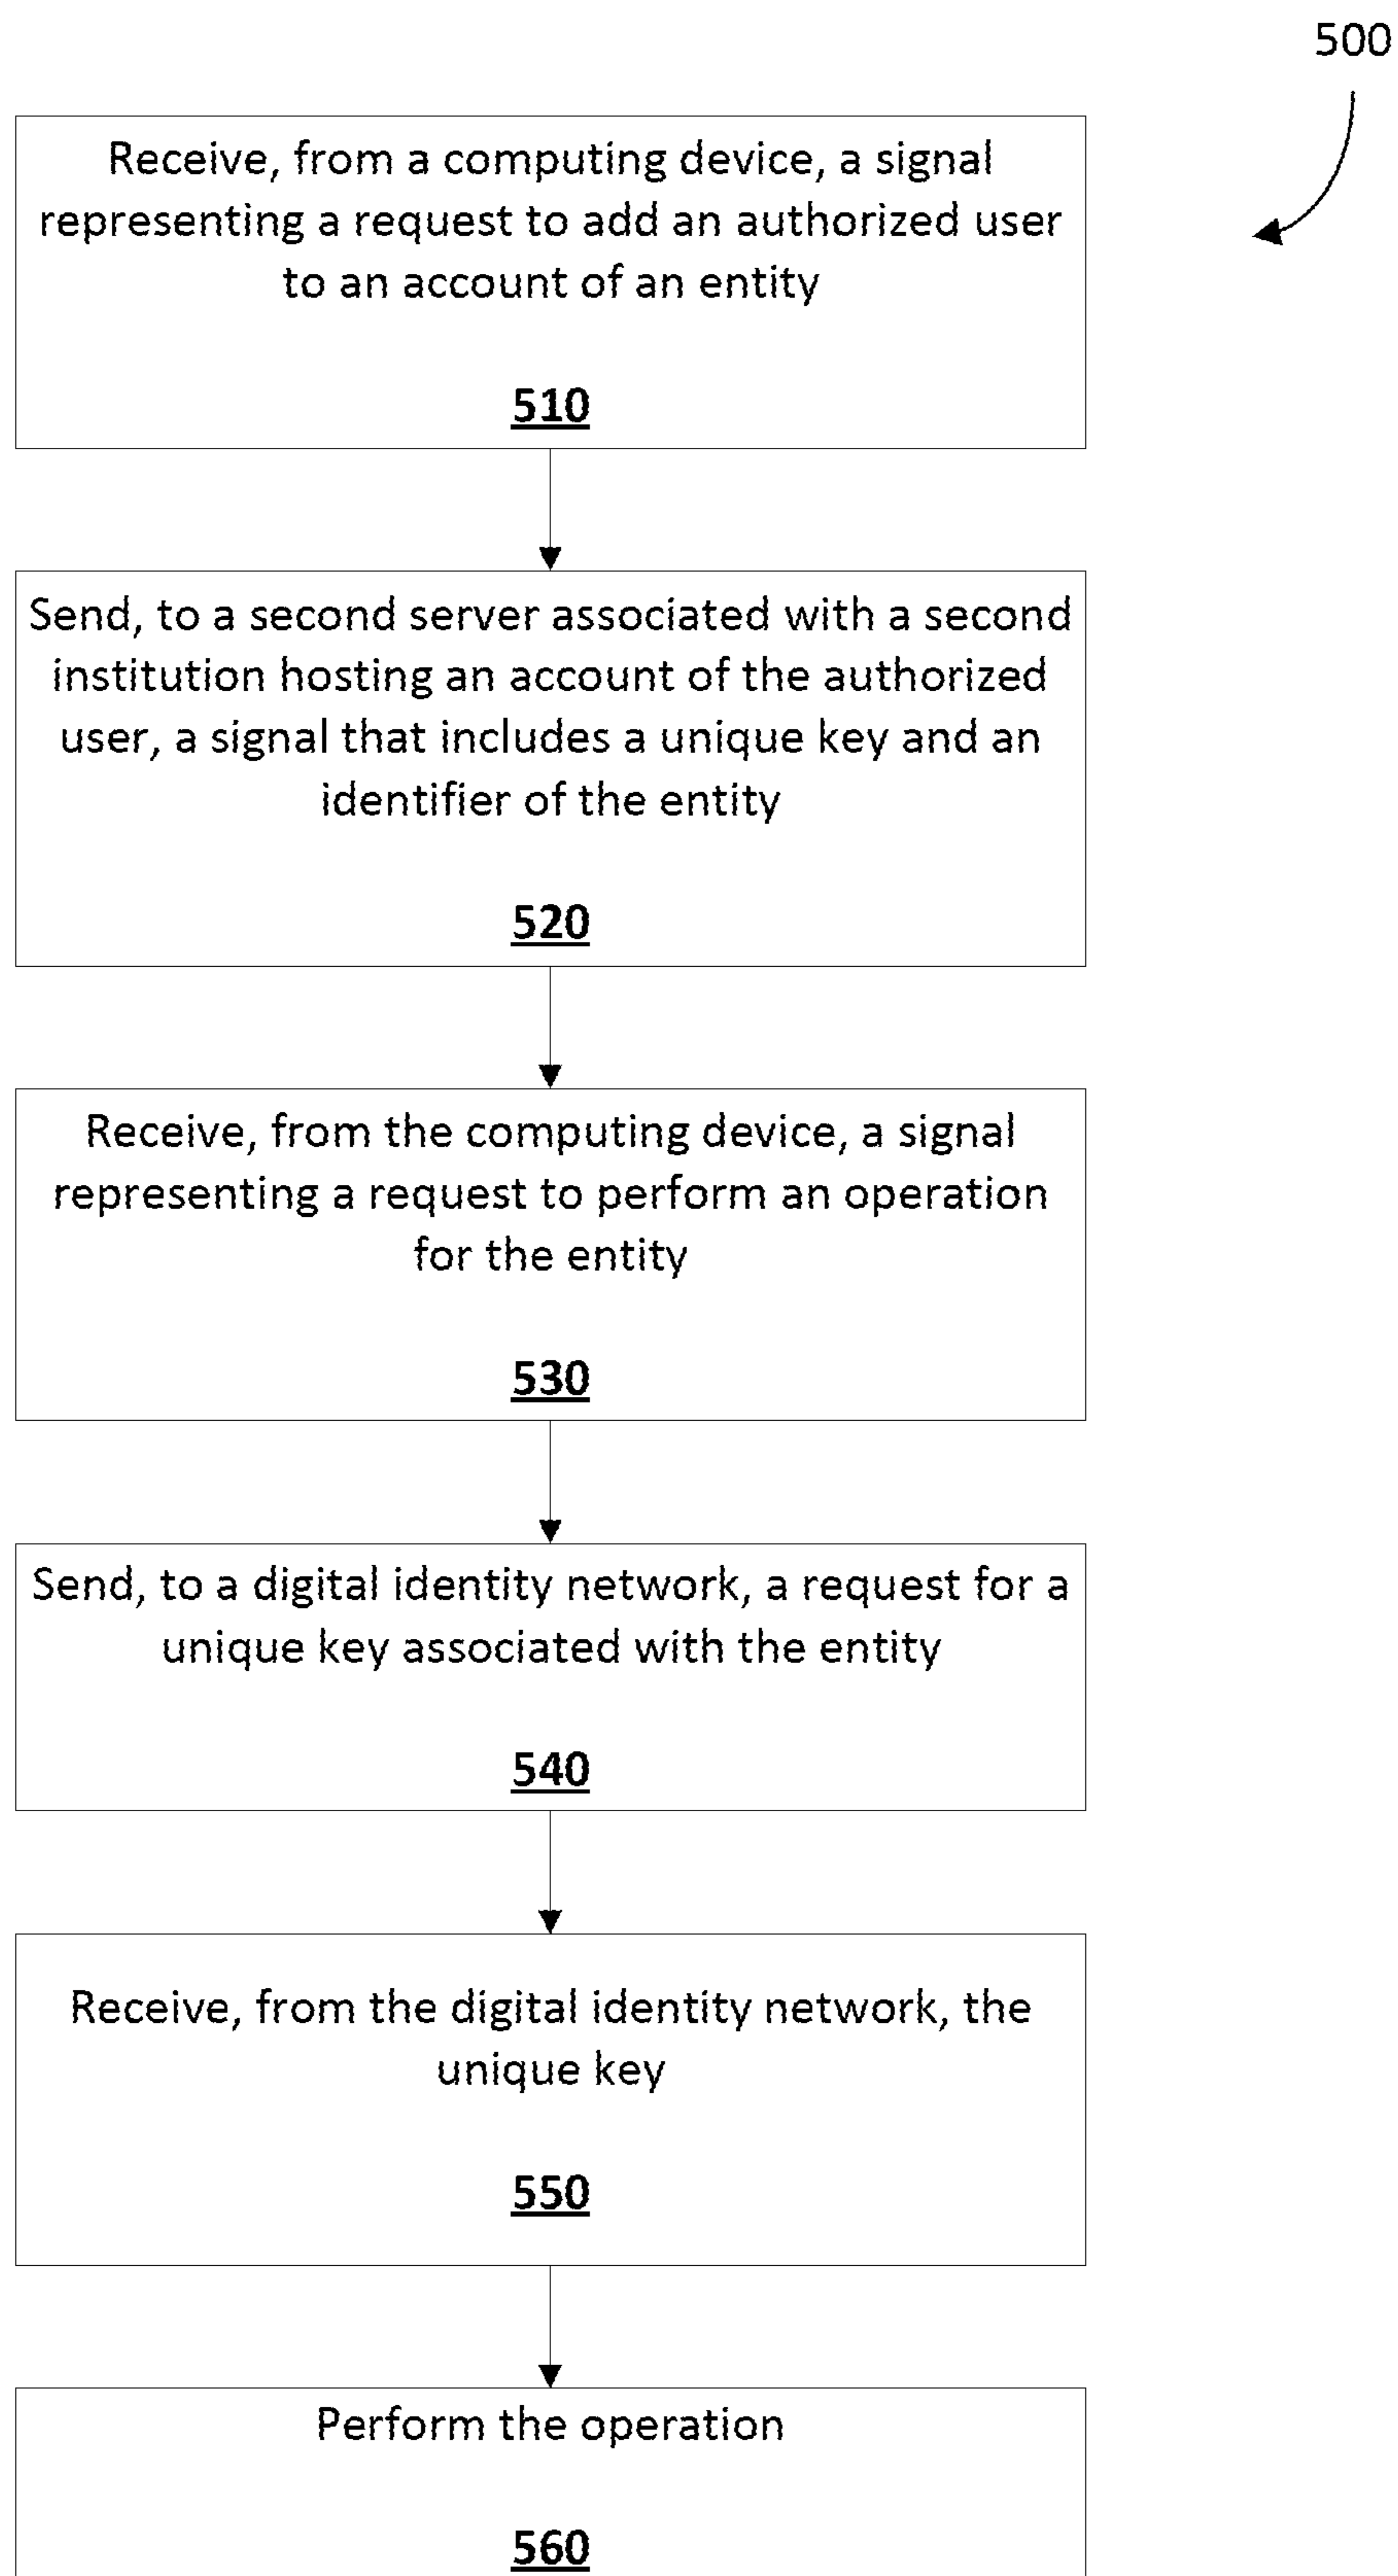 500
Receive, from a computing device, a signal
representing a request to add an authorized user
to an account of an entity
510
Send, to a second server associated with a second
institution hosting an account of the authorized
user, a signal that includes a unique key and an
identifier of the entity
520
Receive, from the computing device, a signal
representing a request to perform an operation
for the entity
530
Send, to a digital identity network, a request for a
unique key associated with the entity
540
Receive, from the digital identity network, the
unique key
550
Perform the operation
560